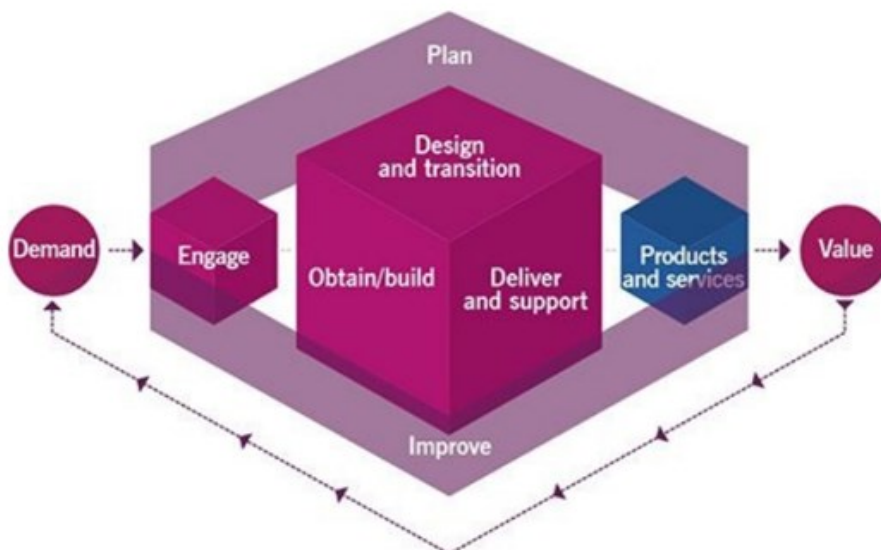 Plan
Design
and transition
Demand
Engage
Obtain/build
Deliver
and support
Products
and services
Value
Improve